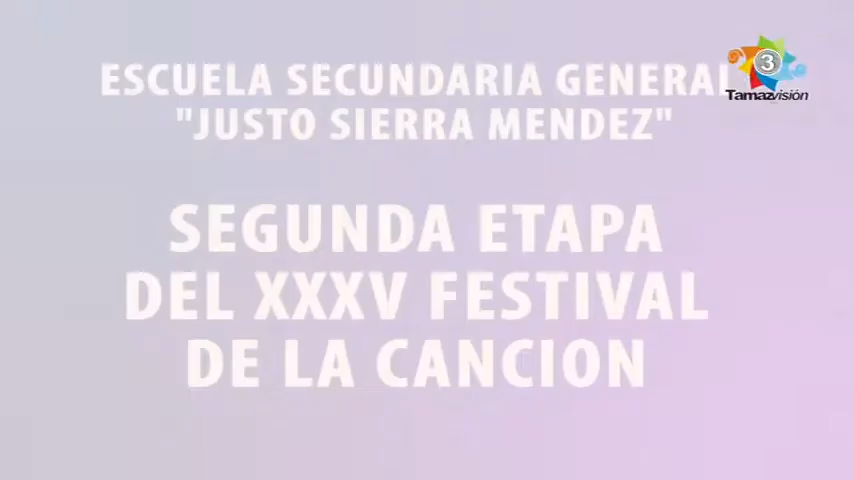 ESCUELA SECUNDARIA GENERAL
"JUSTO SIERRA MENDEZ"
SEGUNDA ETAPA
DEL XXXV FESTIVAL
DE LA CANCION
3
Tamazvisión